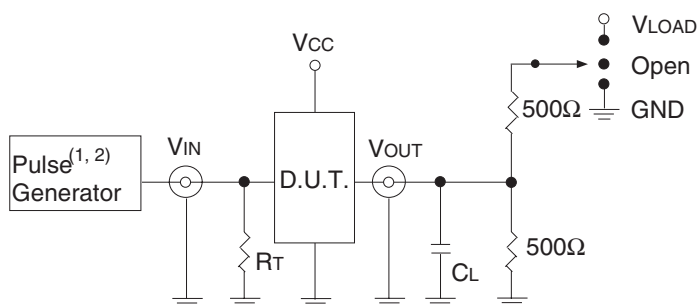 VLOAD
Open
GND
VCC
500Ω
Pulse(1, 2)
Generator
VIN
D.U.T.
VOUT
RT
CL
500Ω